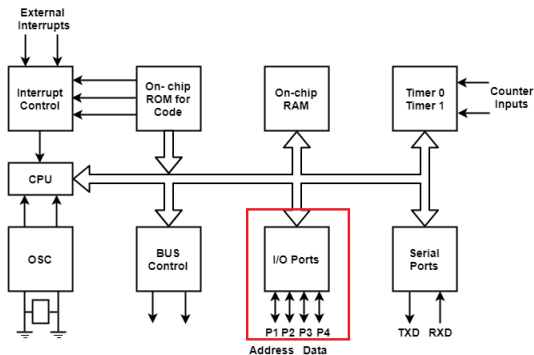 External
Interrupts
Interrupt
Control
On- chip
ROM for
Code
On-chip
RAM
Timer 0
Timer 1
Counter
Inputs
CPU
OSC
BUS
Control
I/O Ports
Serial
Ports
P1 P2 P3 P4
TXD RXD
Address Data